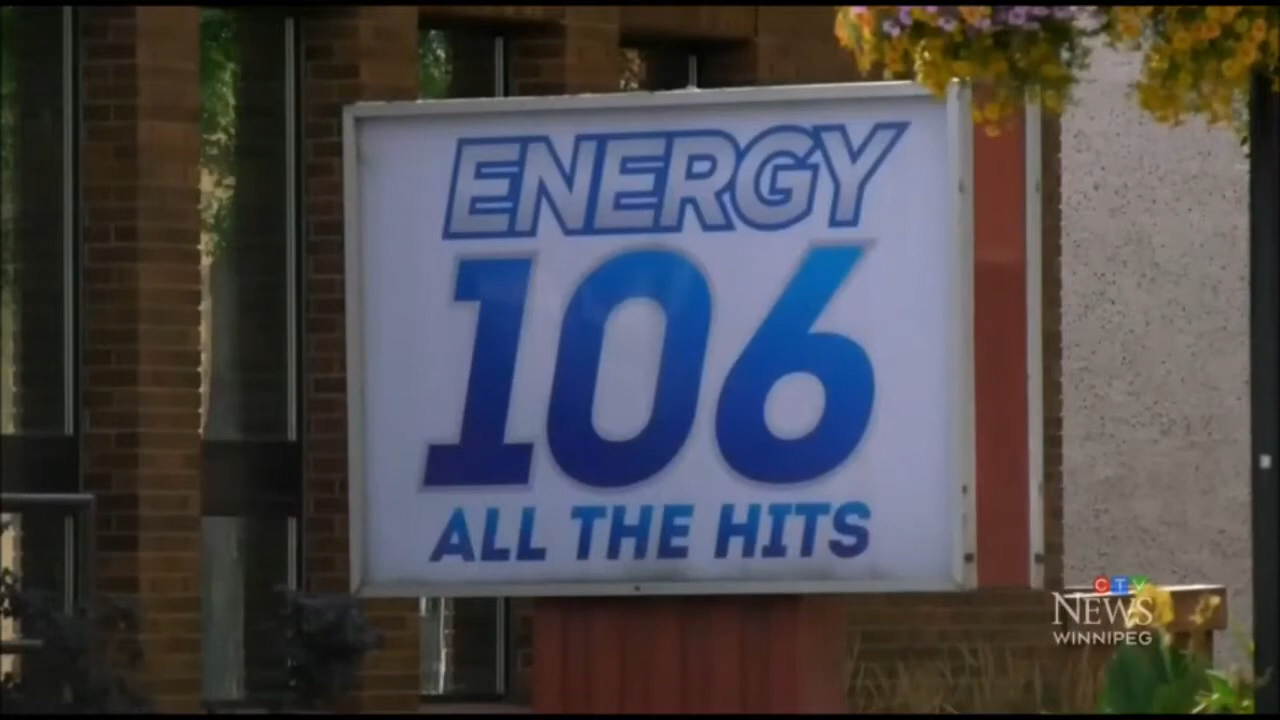 ENERGY
106
ALL THE HITS
CTV
NEWS
WINNIPEG